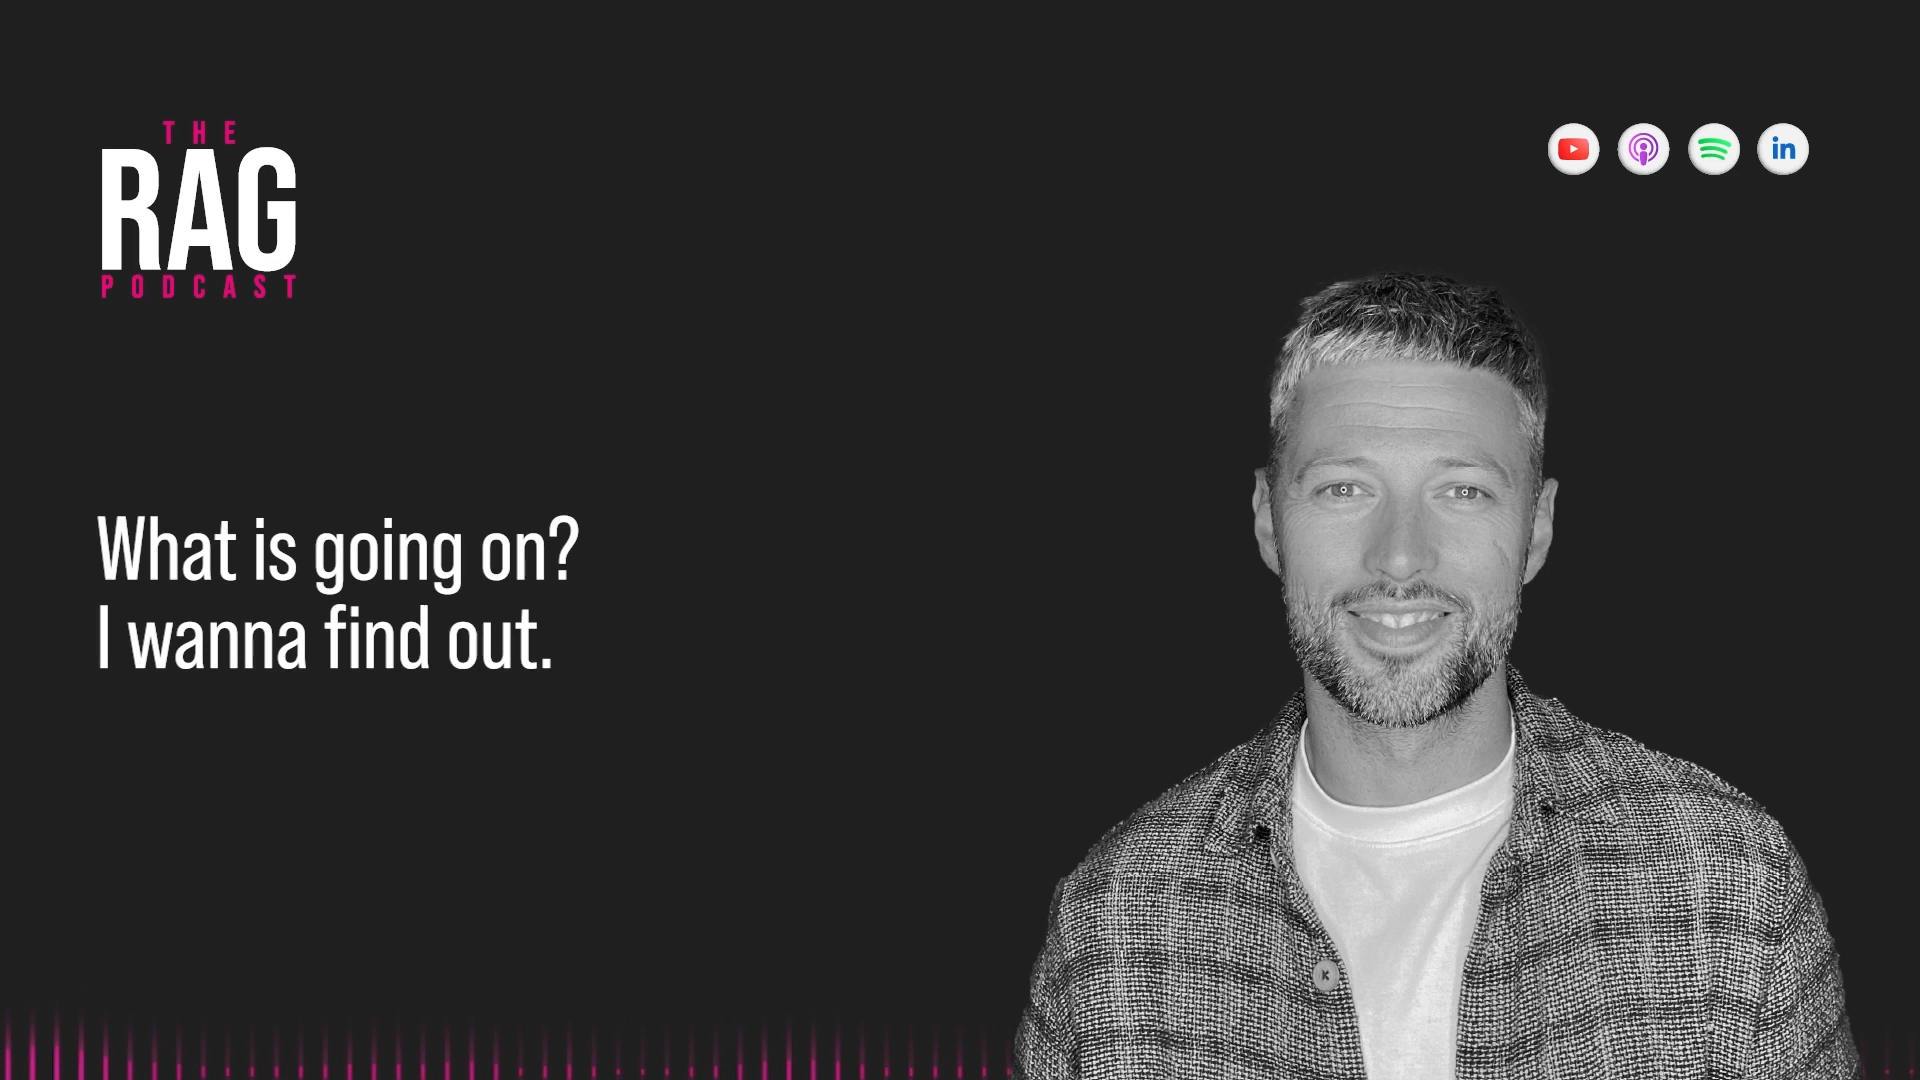 THE
RAG
PODCAST
in
What is going on?
I wanna find out.